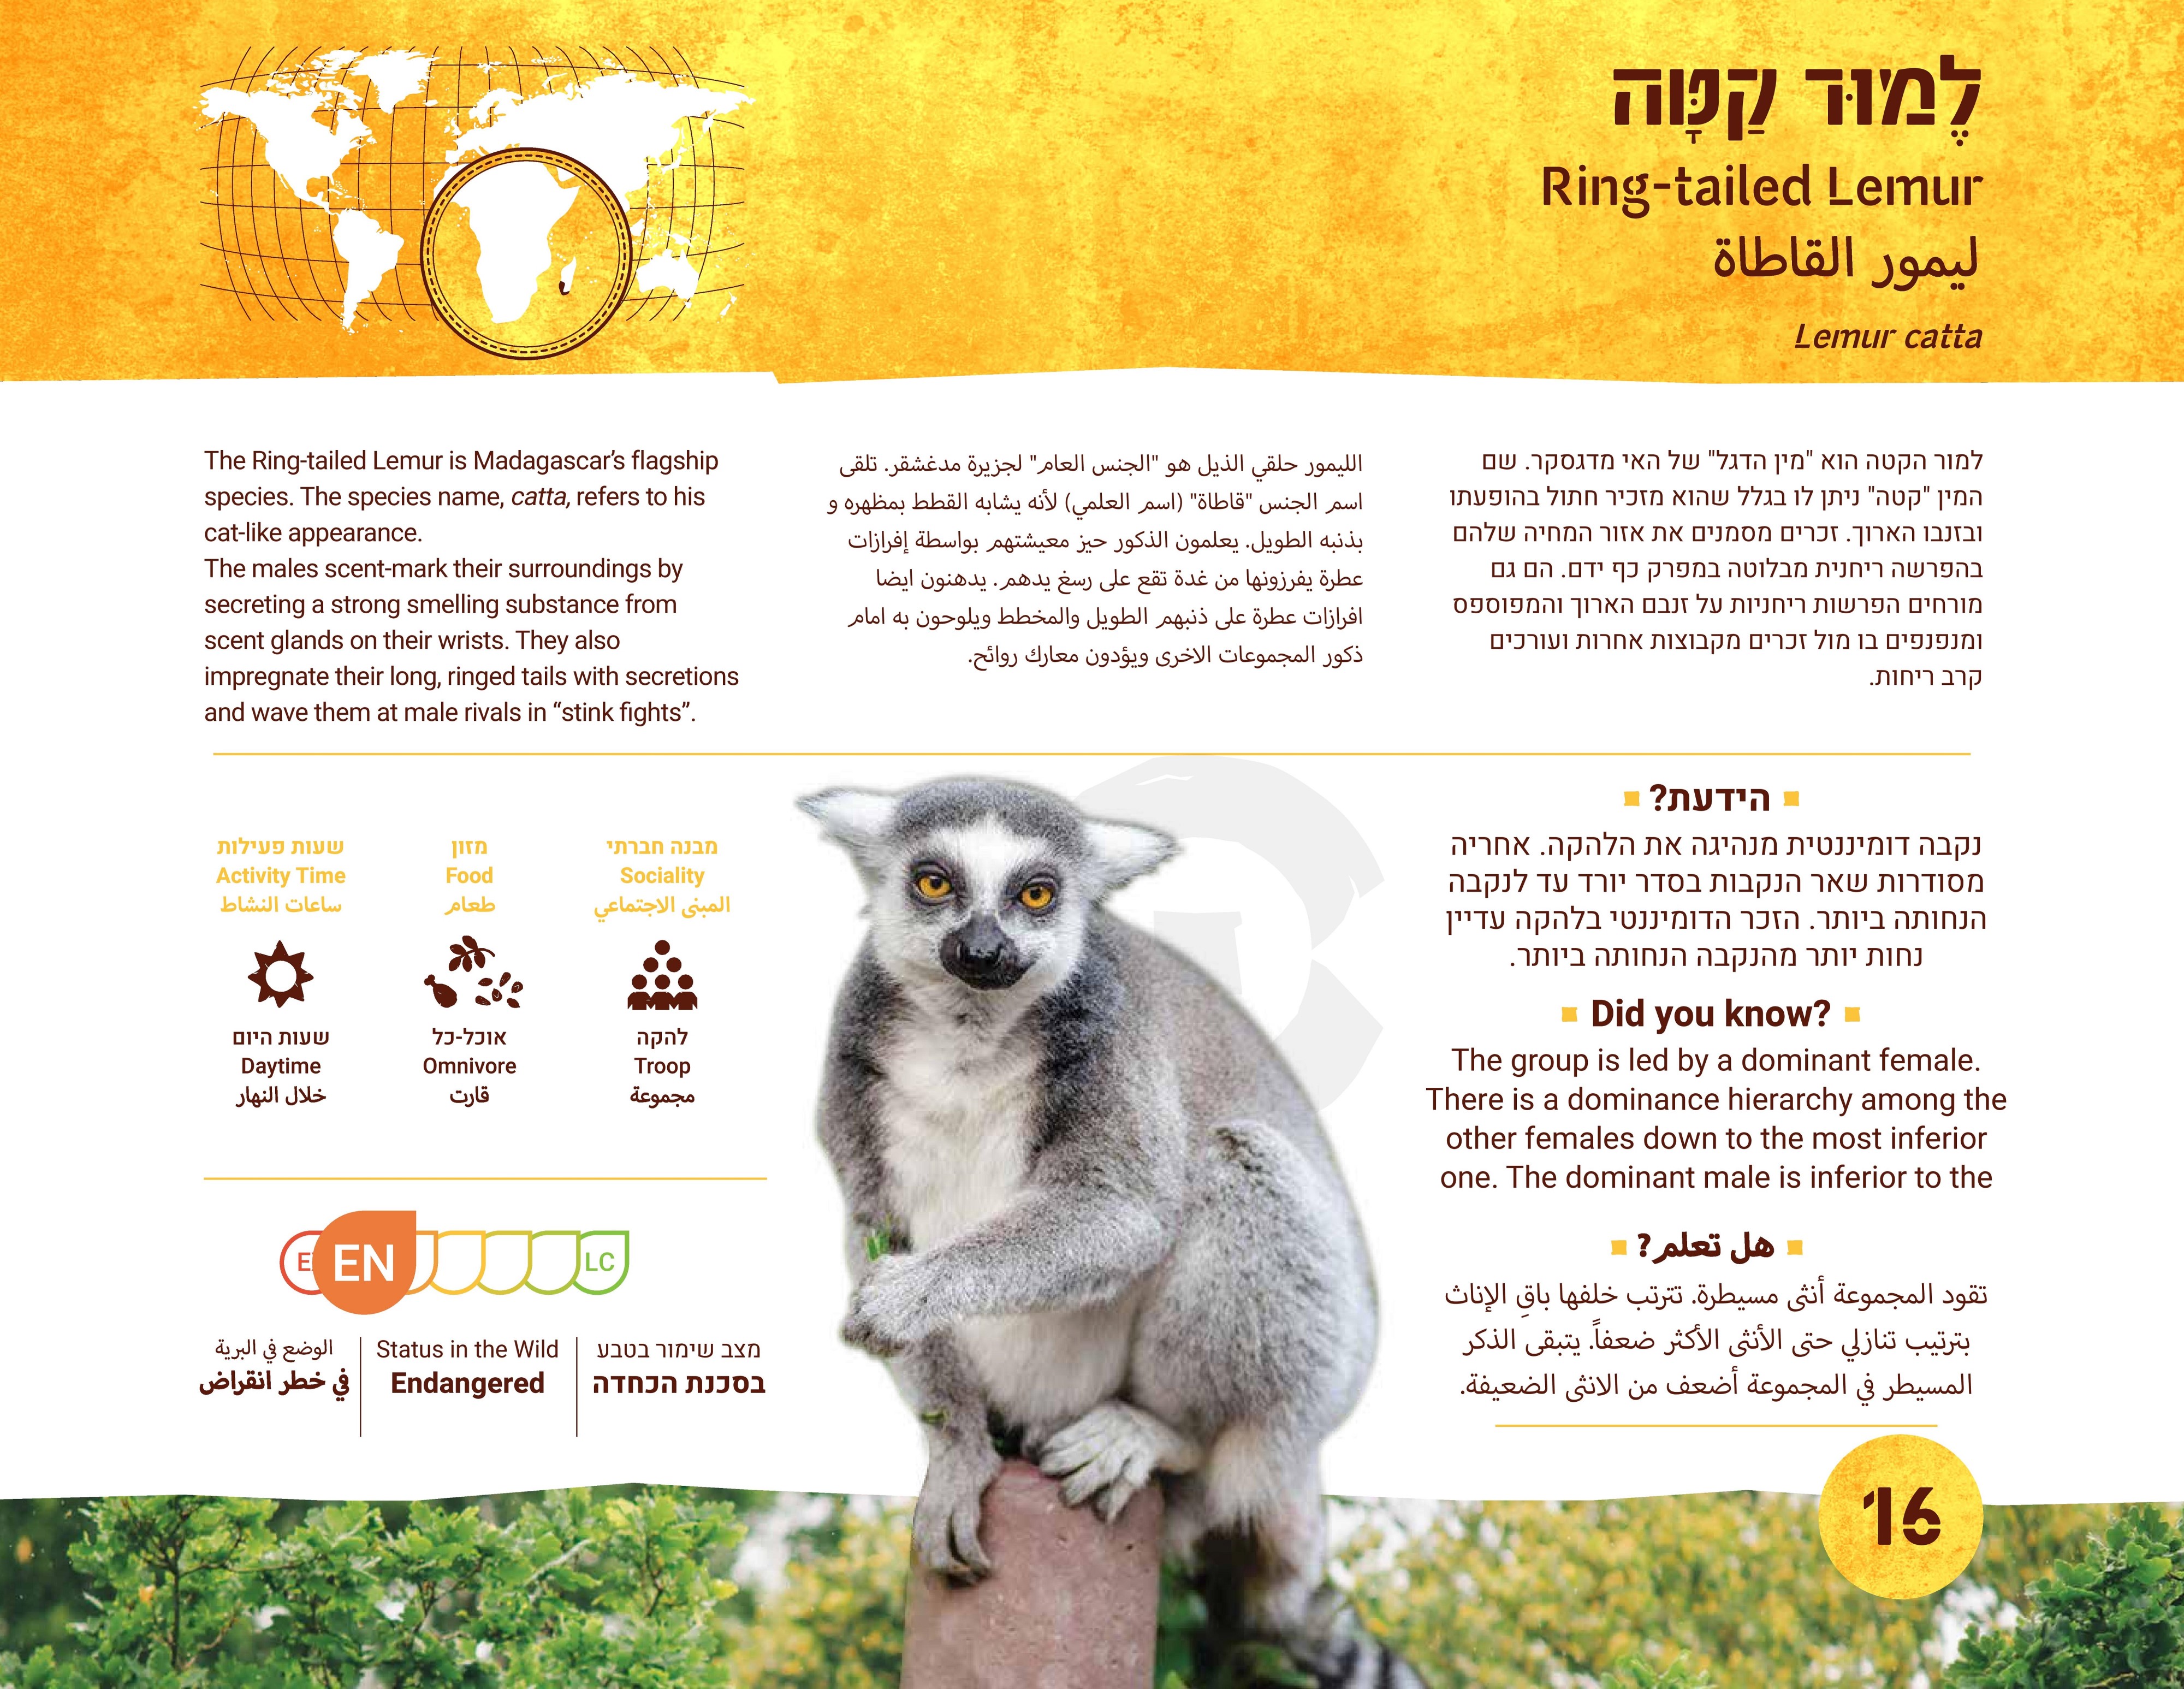 לֶמוּר קַטָּה
Ring-tailed Lemur
ليمور القاطاة
Lemur catta
למור הקטה הוא "מין הדגל" של האי מדגסקר. שם
המין "קטה" ניתן לו בגלל שהוא מזכיר חתול בהופעתו
ובזנבו הארוך. זכרים מסמנים את אזור המחיה שלהם
בהפרשה ריחנית מבלוטה במפרק כף ידם. הם גם
מורחים הפרשות ריחניות על זנבם הארוך והמפוספס
ומנפנפים בו מול זכרים מקבוצות אחרות ועורכים
קרב ריחות.
الليمور حلقي الذيل هو "الجنس العام" لجزيرة مدغشقر. تلقى
اسم الجنس "قاطاة" (اسم العلمي) لأنه يشابه القطط بمظهره و
بذنبه الطويل. يعلمون الذكور حيز معيشتهم بواسطة إفرازات
عطرة يفرزونها من غدة تقع على رسغ يدهم. يدهنون ايضا
افرازات عطرة على ذنبهم الطويل والمخطط ويلوحون به امام
ذكور المجموعات الاخرى ويؤدون معارك روائح.
The Ring-tailed Lemur is Madagascar’s flagship
species. The species name, catta, refers to his
cat-like appearance.
The males scent-mark their surroundings by
secreting a strong smelling substance from
scent glands on their wrists. They also
impregnate their long, ringed tails with secretions
and wave them at male rivals in “stink fights”.
הידעת?
נקבה דומיננטית מנהיגה את הלהקה. אחריה
מסודרות שאר הנקבות בסדר יורד עד לנקבה
הנחותה ביותר. הזכר הדומיננטי בלהקה עדיין
נחות יותר מהנקבה הנחותה ביותר.
Did you know?
The group is led by a dominant female.
There is a dominance hierarchy among the
other females down to the most inferior
one. The dominant male is inferior to the
هل تعلم?
تقود المجموعة أنثى مسيطرة. تترتب خلفها باقِ الإناث
بترتيب تنازلي حتى الأنثى الأكثر ضعفاً. يتبقى الذكر
المسيطر في المجموعة أضعف من الانثى الضعيفة.
16
מבנה חברתי
Sociality
المبنى الاجتماعي
להקה
Troop
مجموعة
מזון
Food
طعام
אוכל-כל
Omnivore
قارت
שעות פעילות
Activity Time
ساعات النشاط
שעות היום
Daytime
خلال النهار
E EN LC
מצב שימור בטבע
בסכנת הכחדה
Status in the Wild
Endangered
الوضع في البرية
في خطر انقراض